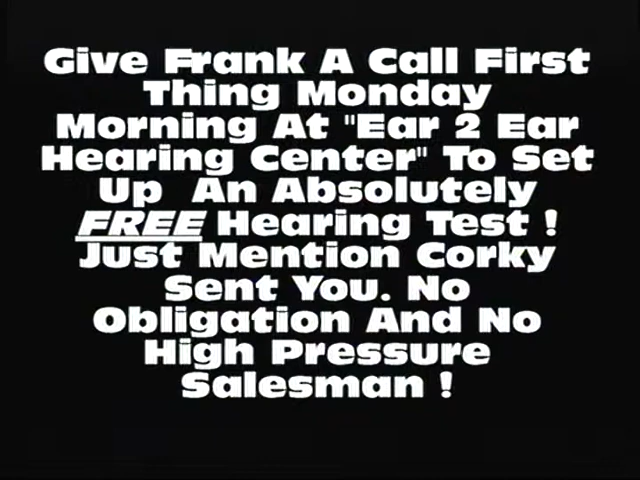 Give Frank A Call First
Thing Monday
Morning At "Ear 2 Ear
Hearing Center" To Set
Up An Absolutely
FREE Hearing Test !
Just Mention Corky
Sent You. No
Obligation And No
High Pressure
Salesman !